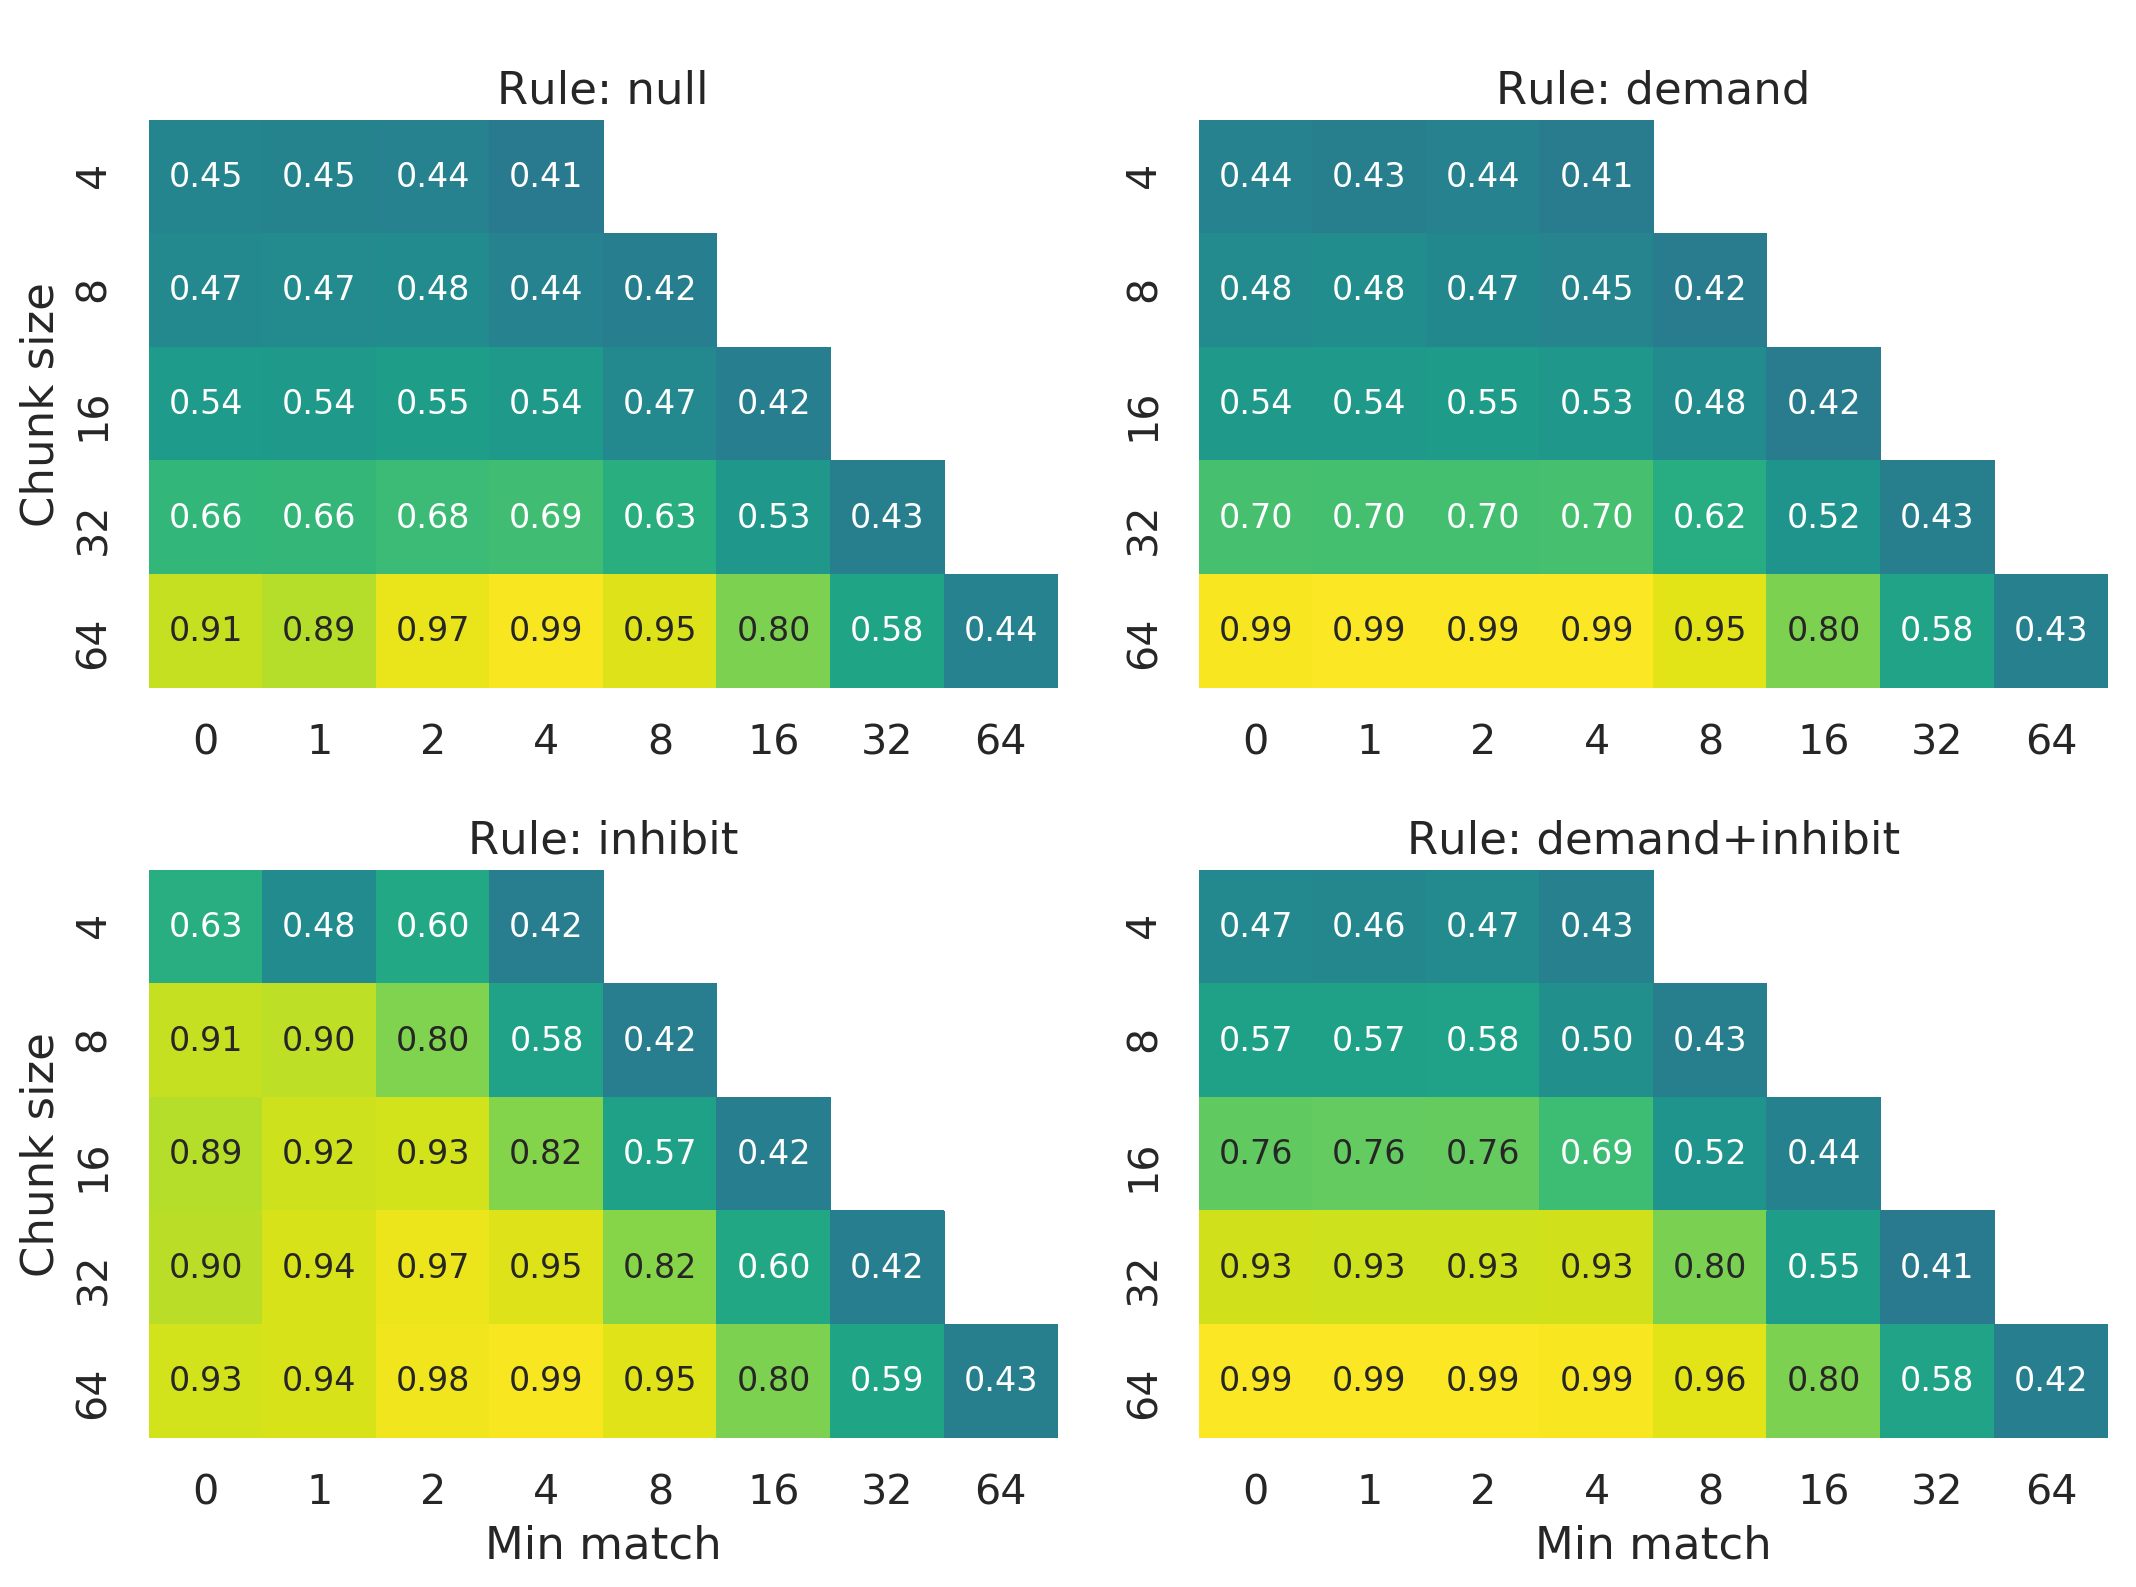 Rule: null
4 0.45 0.45 0.44 0.41
8 0.47 0.47 0.48 0.44 0.42
16 0.54 0.54 0.55 0.54 0.47 0.42
32 0.66 0.66 0.68 0.69 0.63 0.53 0.43
64 0.91 0.89 0.97 0.99 0.95 0.80 0.58 0.44
Chunk size
0 1 2 4 8 16 32 64
Rule: demand
4 0.44 0.43 0.44 0.41
8 0.48 0.48 0.47 0.45 0.42
16 0.54 0.54 0.55 0.53 0.48 0.42
32 0.70 0.70 0.70 0.70 0.62 0.52 0.43
64 0.99 0.99 0.99 0.99 0.95 0.80 0.58 0.43
0 1 2 4 8 16 32 64
Rule: inhibit
4 0.63 0.48 0.60 0.42
8 0.91 0.90 0.80 0.58 0.42
16 0.89 0.92 0.93 0.82 0.57 0.42
32 0.90 0.94 0.97 0.95 0.82 0.60 0.42
64 0.93 0.94 0.98 0.99 0.95 0.80 0.59 0.43
Chunk size
0 1 2 4 8 16 32 64
Min match
Rule: demand+inhibit
4 0.47 0.46 0.47 0.43
8 0.57 0.57 0.58 0.50 0.43
16 0.76 0.76 0.76 0.69 0.52 0.44
32 0.93 0.93 0.93 0.93 0.80 0.55 0.41
64 0.99 0.99 0.99 0.99 0.96 0.80 0.58 0.42
0 1 2 4 8 16 32 64
Min match